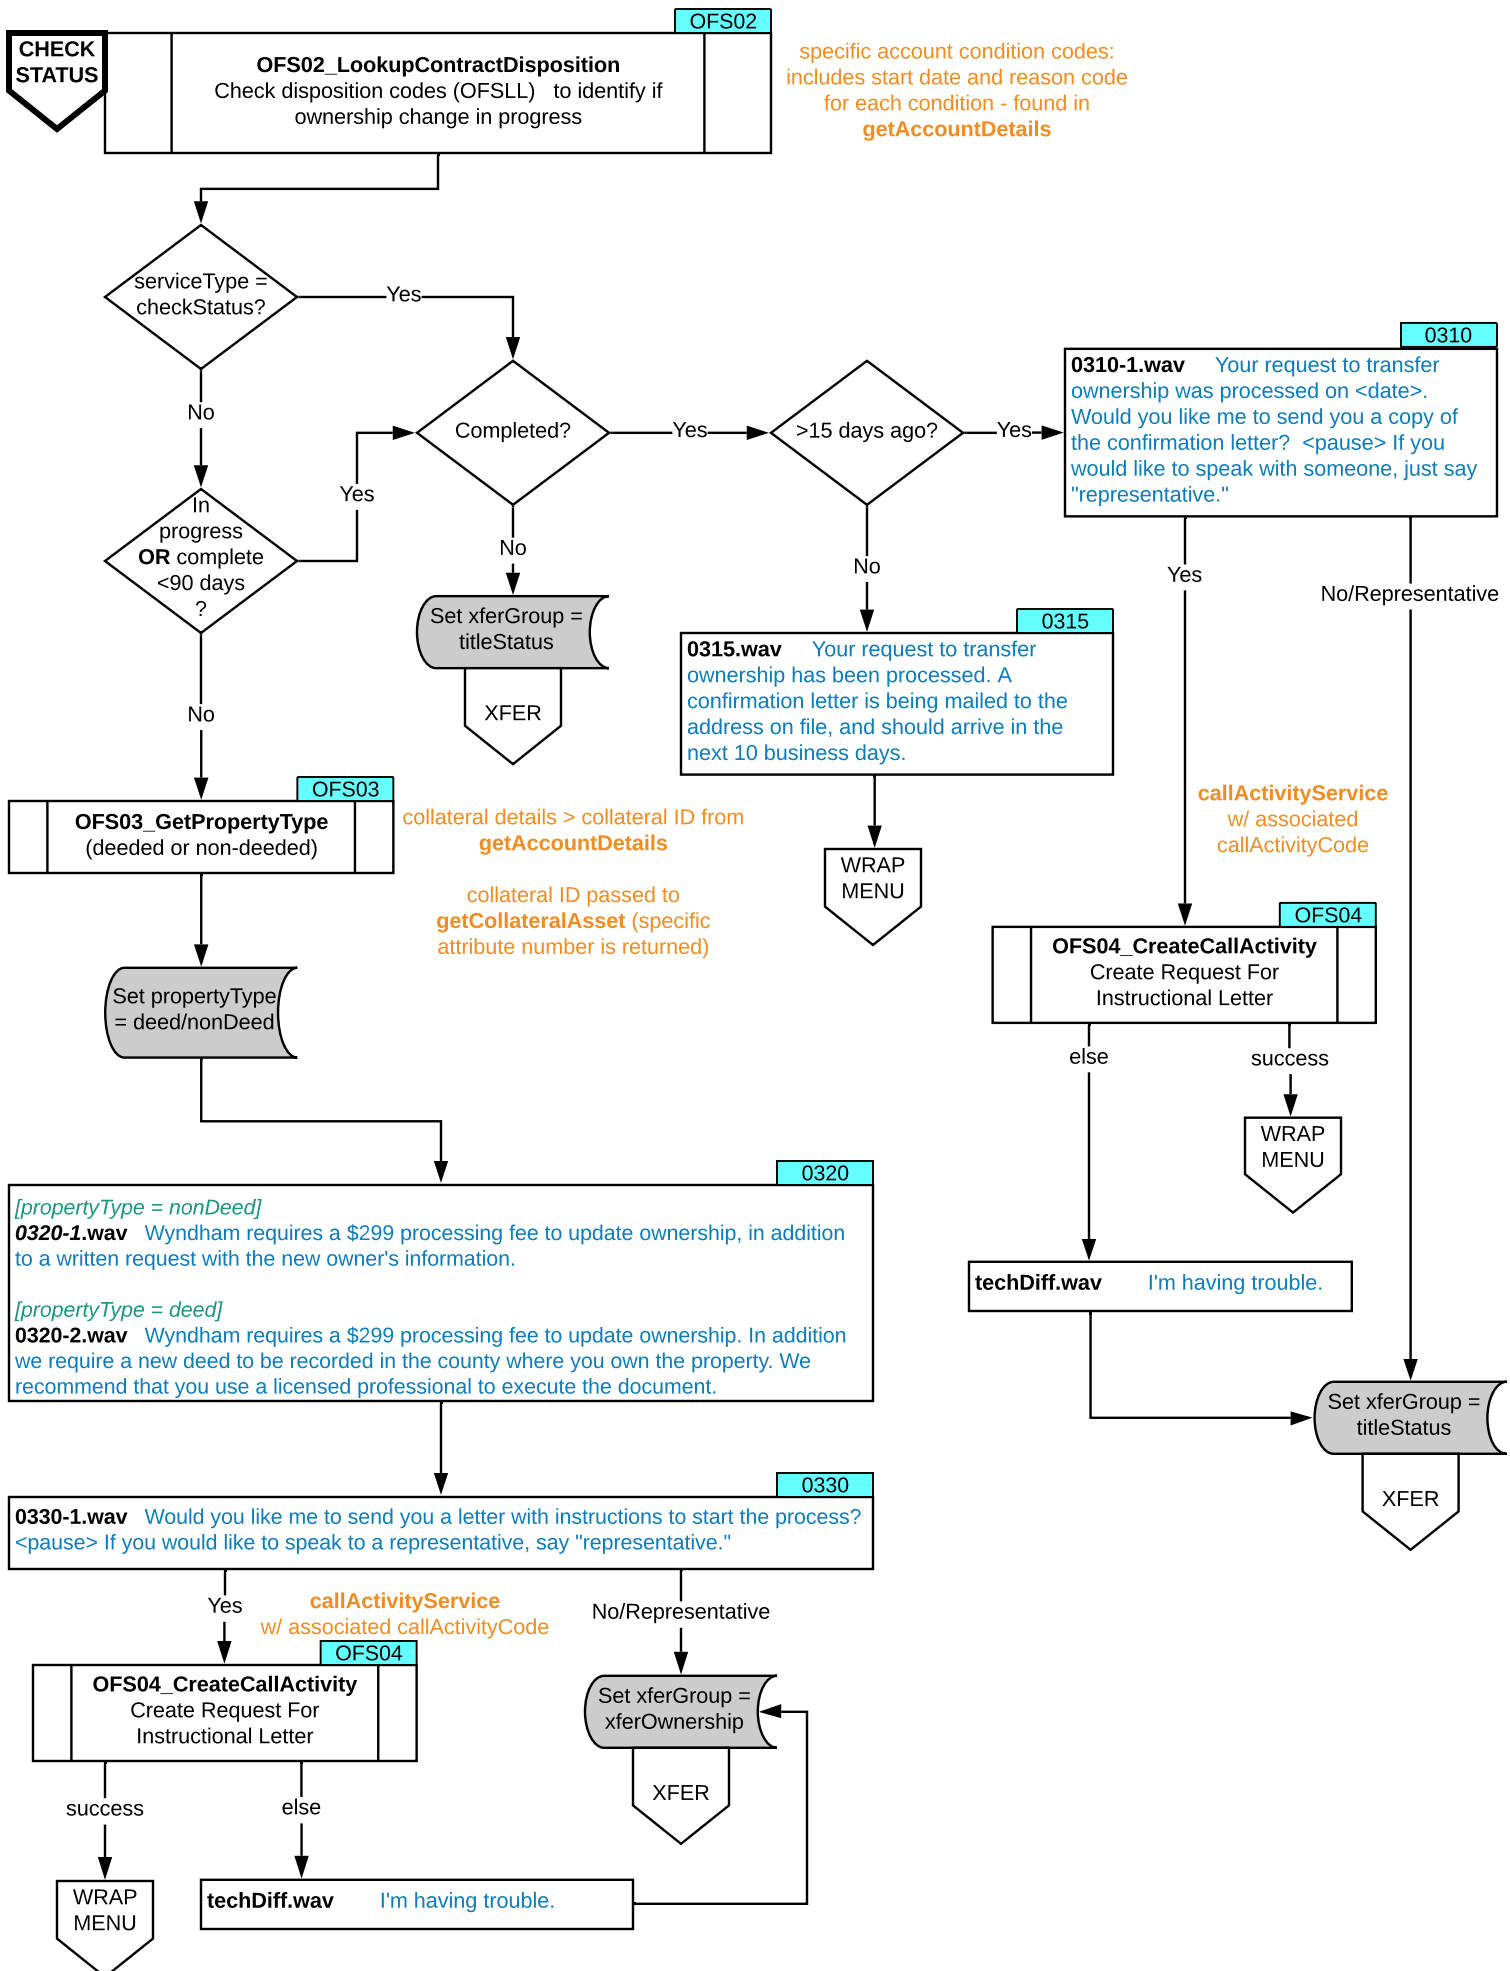 OFS02
CHECK
STATUS
OFS02_LookupContractDisposition
Check disposition codes (OFSLL)   to identify if
ownership change in progress
specific account condition codes:
includes start date and reason code
for each condition - found in
getAccountDetails
serviceType =
checkStatus?
Yes
No
Completed?
Yes
>15 days ago?
Yes
0310
0310-1.wav     Your request to transfer
ownership was processed on <date>.
Would you like me to send you a copy of
the confirmation letter?  <pause> If you
would like to speak with someone, just say
"representative."
In
progress
OR complete
<90 days
?
Yes
No
No
No
Yes
No/Representative
Set xferGroup =
titleStatus
XFER
0315
0315.wav     Your request to transfer
ownership has been processed. A
confirmation letter is being mailed to the
address on file, and should arrive in the
next 10 business days.
WRAP
MENU
OFS03
OFS03_GetPropertyType
(deeded or non-deeded)
collateral details > collateral ID from
getAccountDetails
collateral ID passed to
getCollateralAsset (specific
attribute number is returned)
callActivityService
w/ associated
callActivityCode
OFS04
OFS04_CreateCallActivity
Create Request For
Instructional Letter
else
success
WRAP
MENU
Set propertyType
= deed/nonDeed
techDiff.wav     I'm having trouble.
Set xferGroup =
titleStatus
XFER
0320
[propertyType = nonDeed]
0320-1.wav   Wyndham requires a $299 processing fee to update ownership, in addition
to a written request with the new owner's information.
[propertyType = deed]
0320-2.wav   Wyndham requires a $299 processing fee to update ownership. In addition
we require a new deed to be recorded in the county where you own the property. We
recommend that you use a licensed professional to execute the document.
0330
0330-1.wav   Would you like me to send you a letter with instructions to start the process?
<pause> If you would like to speak to a representative, say "representative."
Yes
callActivityService
w/ associated callActivityCode
No/Representative
OFS04
OFS04_CreateCallActivity
Create Request For
Instructional Letter
Set xferGroup =
xferOwnership
XFER
success
else
WRAP
MENU
techDiff.wav     I'm having trouble.